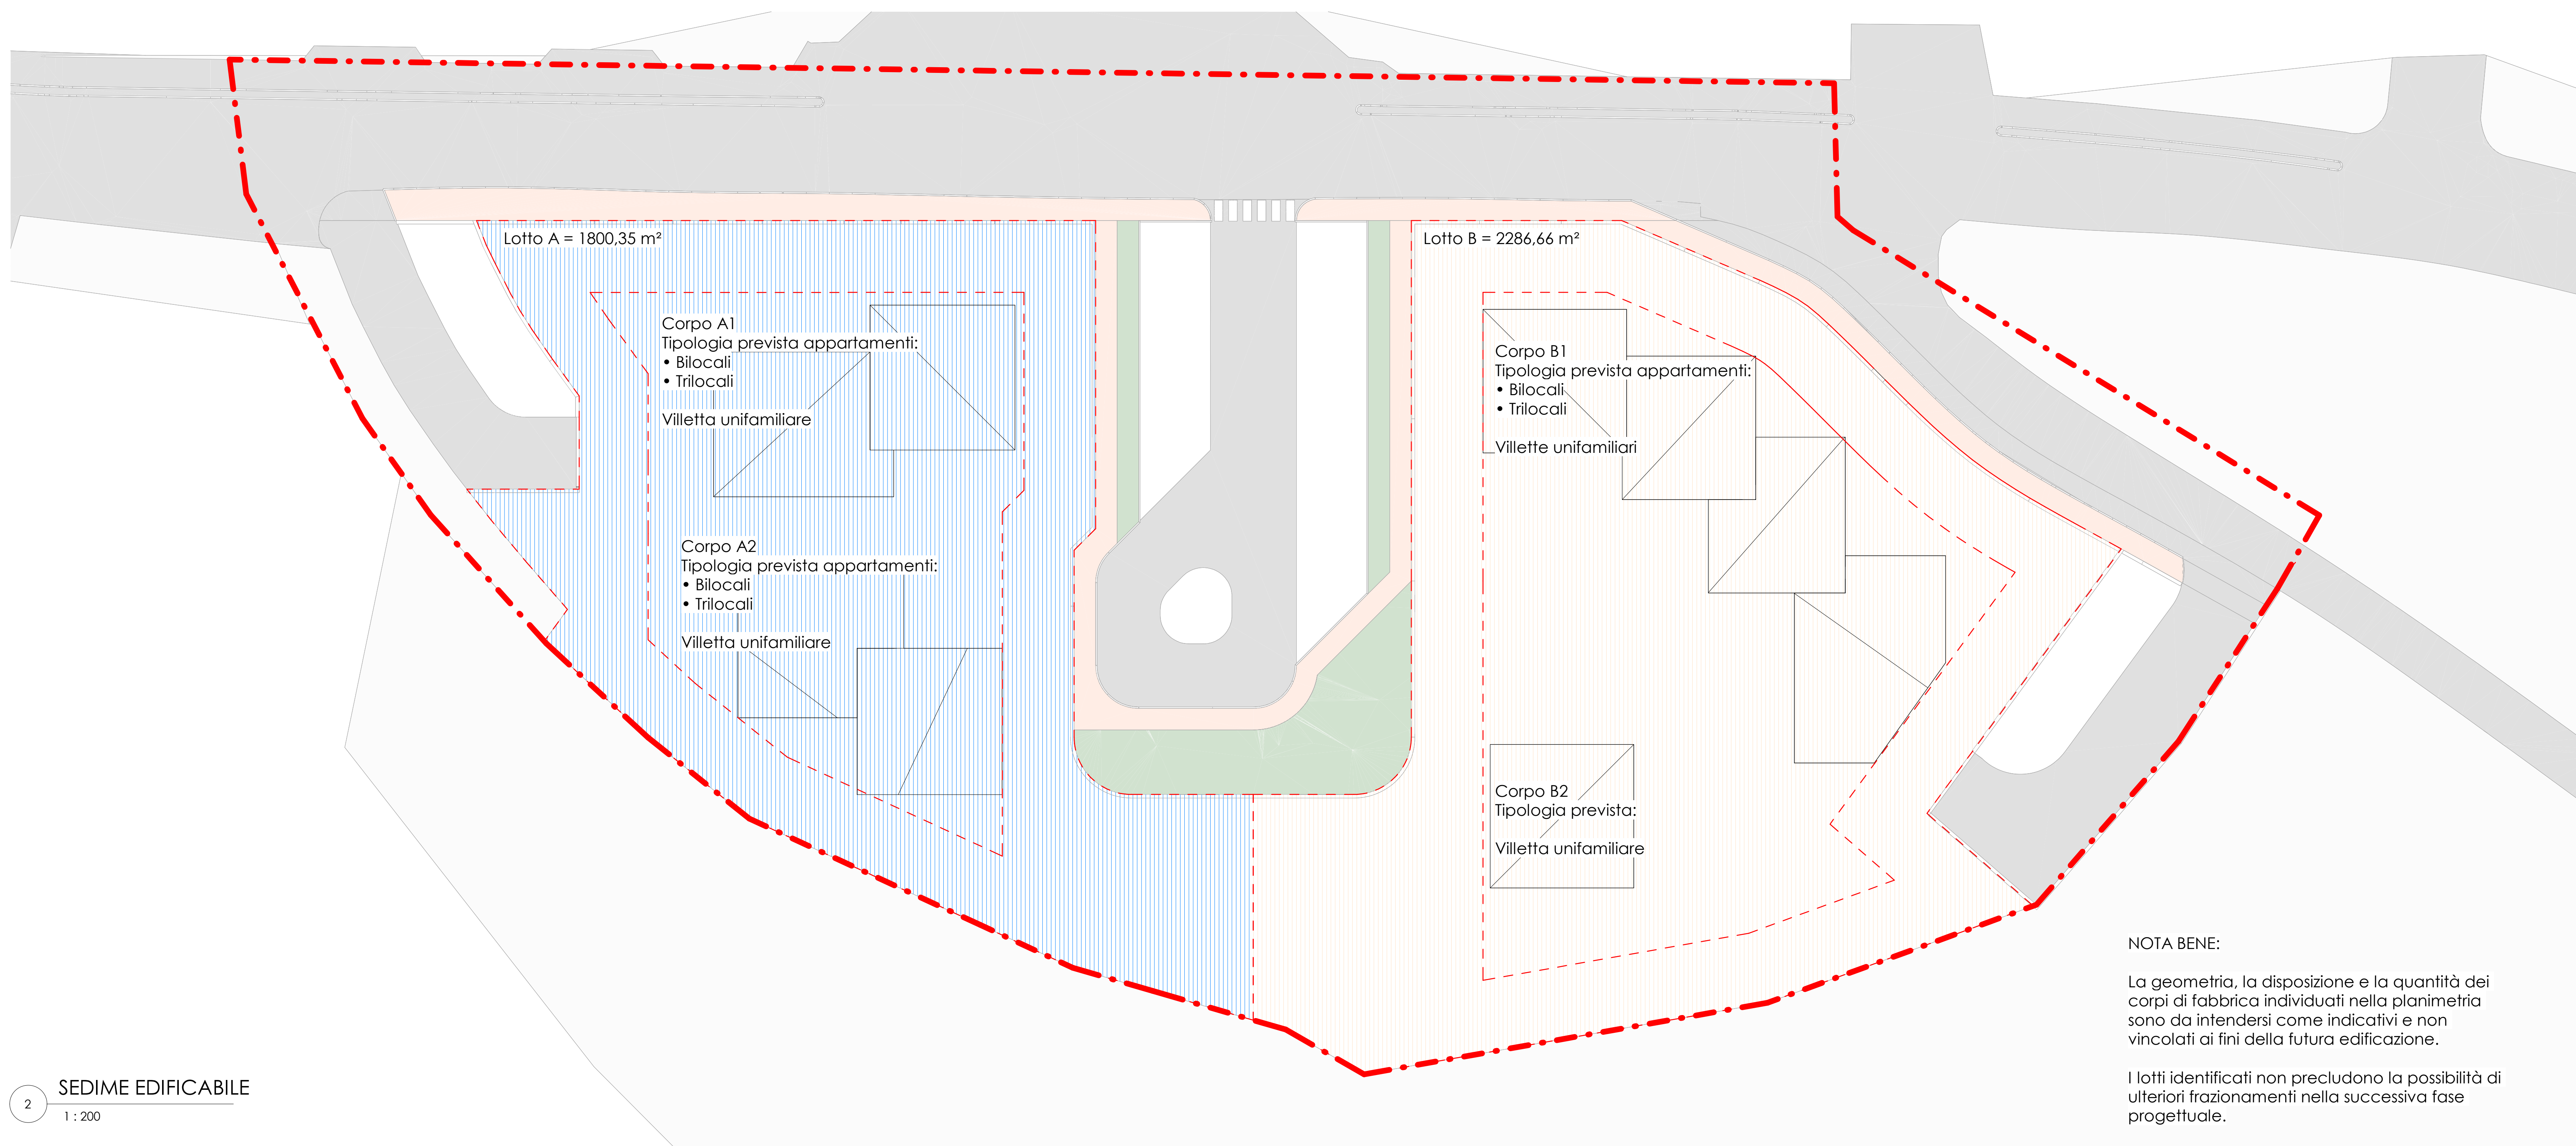 Lotto A = 1800,35 m²
Lotto B = 2286,66 m²
Corpo A1
Tipologia prevista appartamenti:
• Bilocali
• Trilocali
Villetta unifamiliare
Corpo B1
Tipologia prevista appartamenti:
• Bilocali
• Trilocali
Villette unifamiliari
Corpo A2
Tipologia prevista appartamenti:
• Bilocali
• Trilocali
Villetta unifamiliare
Corpo B2
Tipologia prevista:
Villetta unifamiliare
NOTA BENE:
La geometria, la disposizione e la quantità dei
corpi di fabbrica individuati nella planimetria
sono da intendersi come indicativi e non
vincolati ai fini della futura edificazione.
I lotti identificati non precludono la possibilità di
ulteriori frazionamenti nella successiva fase
progettuale.
2
SEDIME EDIFICABILE
1 : 200